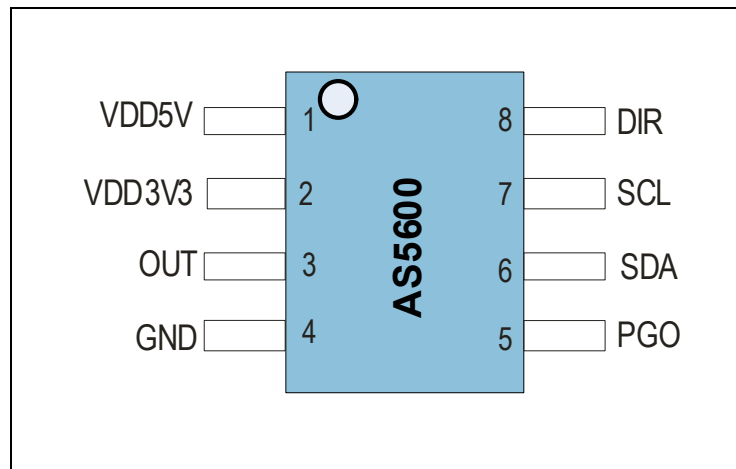 VDD5V 1 8 DIR
VDD3V3 2 7 SCL
OUT 3 6 SDA
GND 4 5 PGO
AS5600